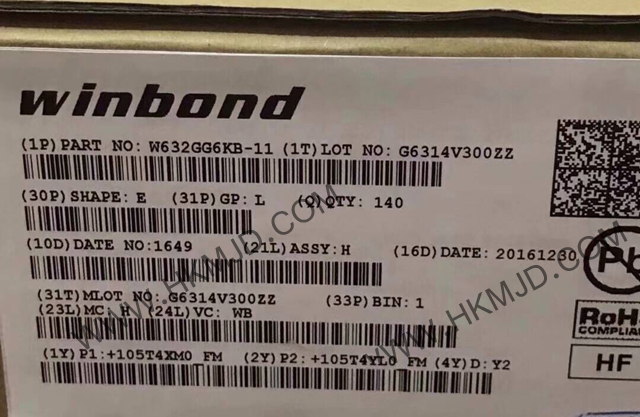 winbond
(1P)PART NO: W632GG6KB-11 (1T)LOT NO: G6314V300ZZ
(30P)SHAPE: E (31P)GP: L (Q)QTY: 140
(10D)DATE NO:1649 (21L)ASSY:H (16D)DATE: 20161230
Pb
(31T)MLOT NO: G6314V300ZZ (33P)BIN: 1
(23L)MC: H (24L)VC: WB
RoHS
COMPLIAN
(1Y) P1:+105T4XM0 FM (2Y) P2: +105T4YL0 FM (4Y)D: Y2
HF
WWW.HKMJD.COM
WWW.HKMJD.COM